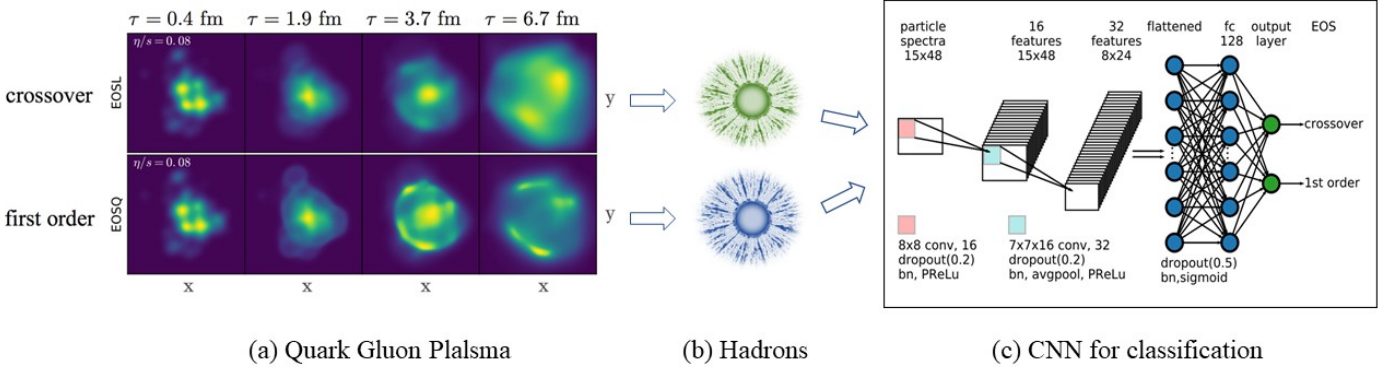 τ = 0.4 fm τ = 1.9 fm τ = 3.7 fm τ = 6.7 fm
crossover
EOSL
η/s = 0.08
y
first order
EOSQ
η/s = 0.08
y
x x x x
particle
spectra
15x48
16
features
15x48
32
features
8x24
flattened
fc
128
output
layer
EOS
crossover
1st order
8x8 conv, 16
dropout(0.2)
bn, PReLu
7x7x16 conv, 32
dropout(0.2)
bn, avgpool, PReLu
dropout(0.5)
bn,sigmoid
(a) Quark Gluon Plalsma
(b) Hadrons
(c) CNN for classification